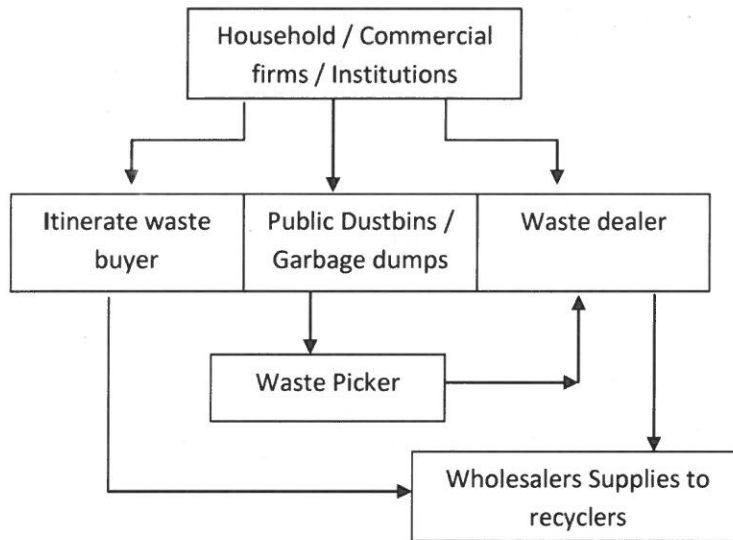 Household / Commercial
firms / Institutions
Itinerate waste
buyer
Public Dustbins /
Garbage dumps
Waste dealer
Waste Picker
Wholesalers Supplies to
recyclers